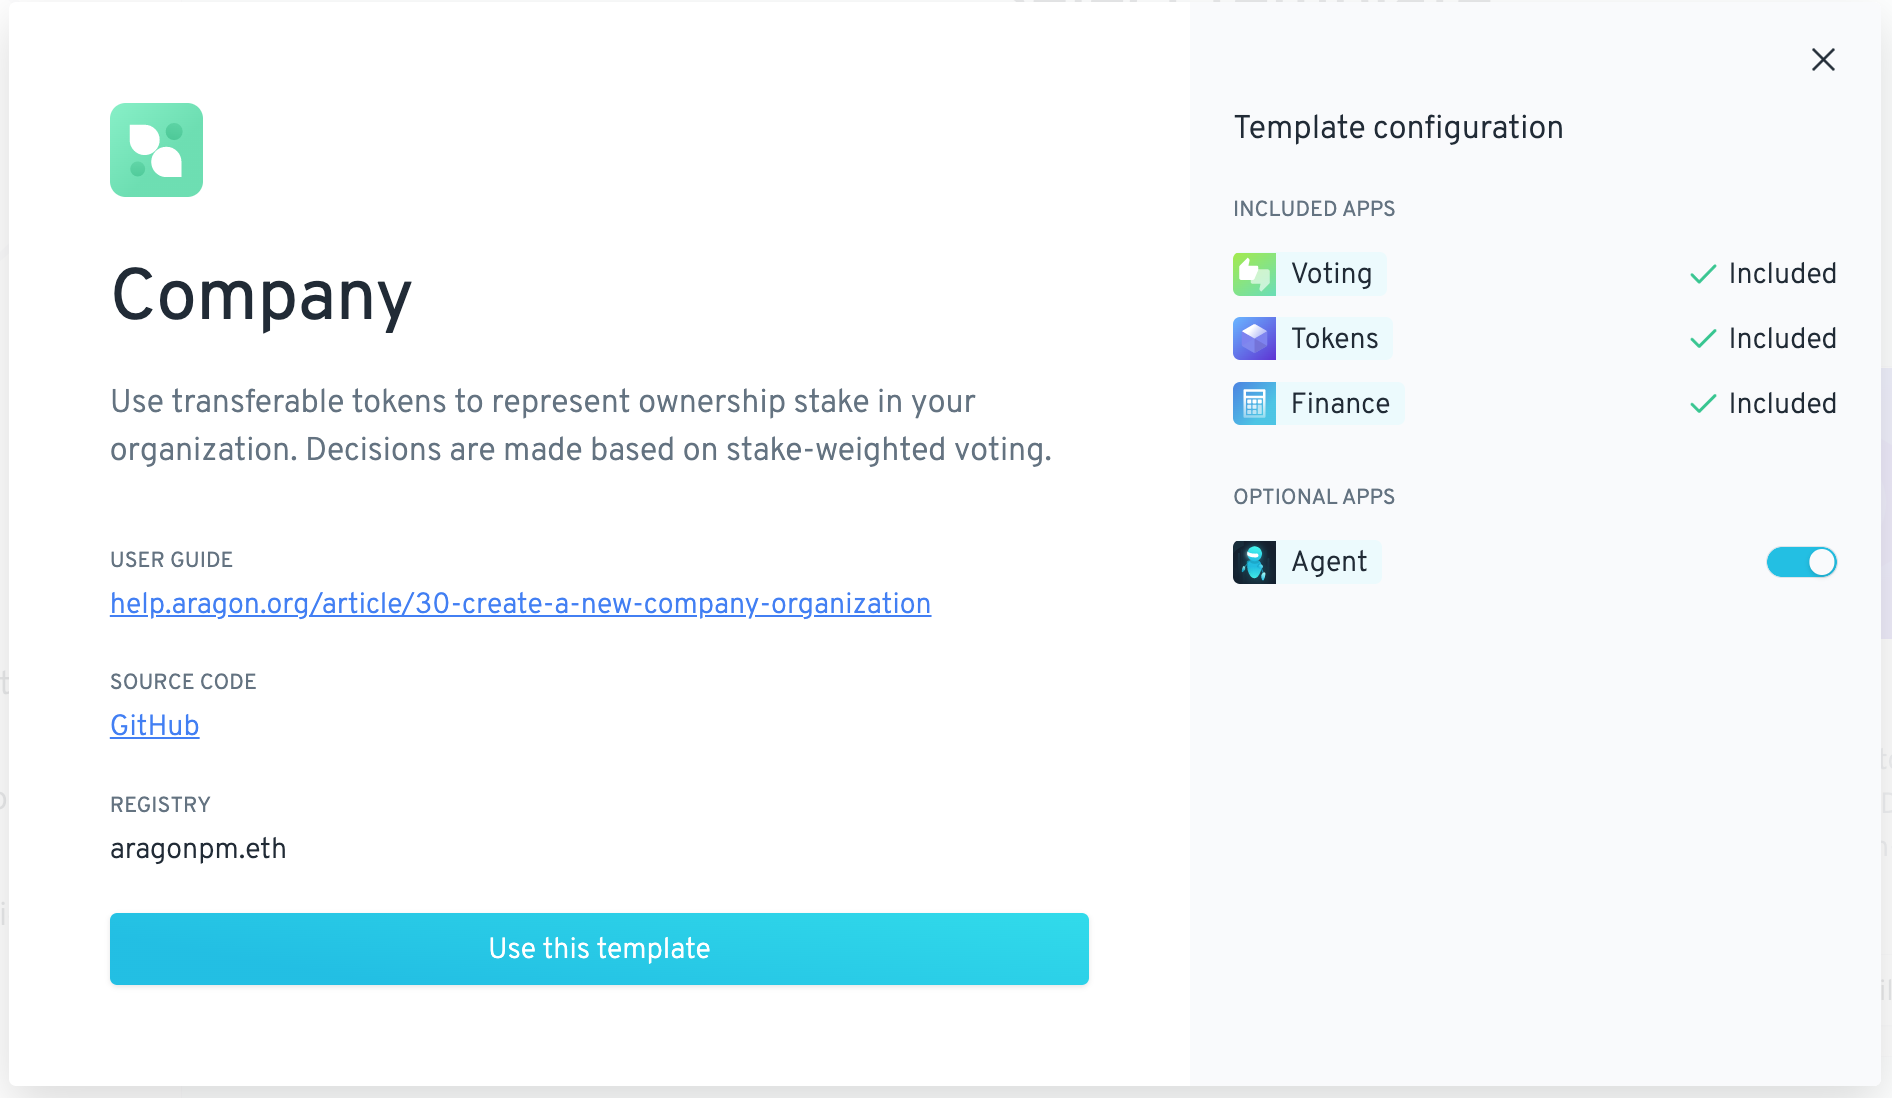 Company
Use transferable tokens to represent ownership stake in your
organization. Decisions are made based on stake-weighted voting.
USER GUIDE
help.aragon.org/article/30-create-a-new-company-organization
SOURCE CODE
GitHub
REGISTRY
aragonpm.eth
Use this template
Template configuration
INCLUDED APPS
Voting Included
Tokens Included
Finance Included
OPTIONAL APPS
Agent